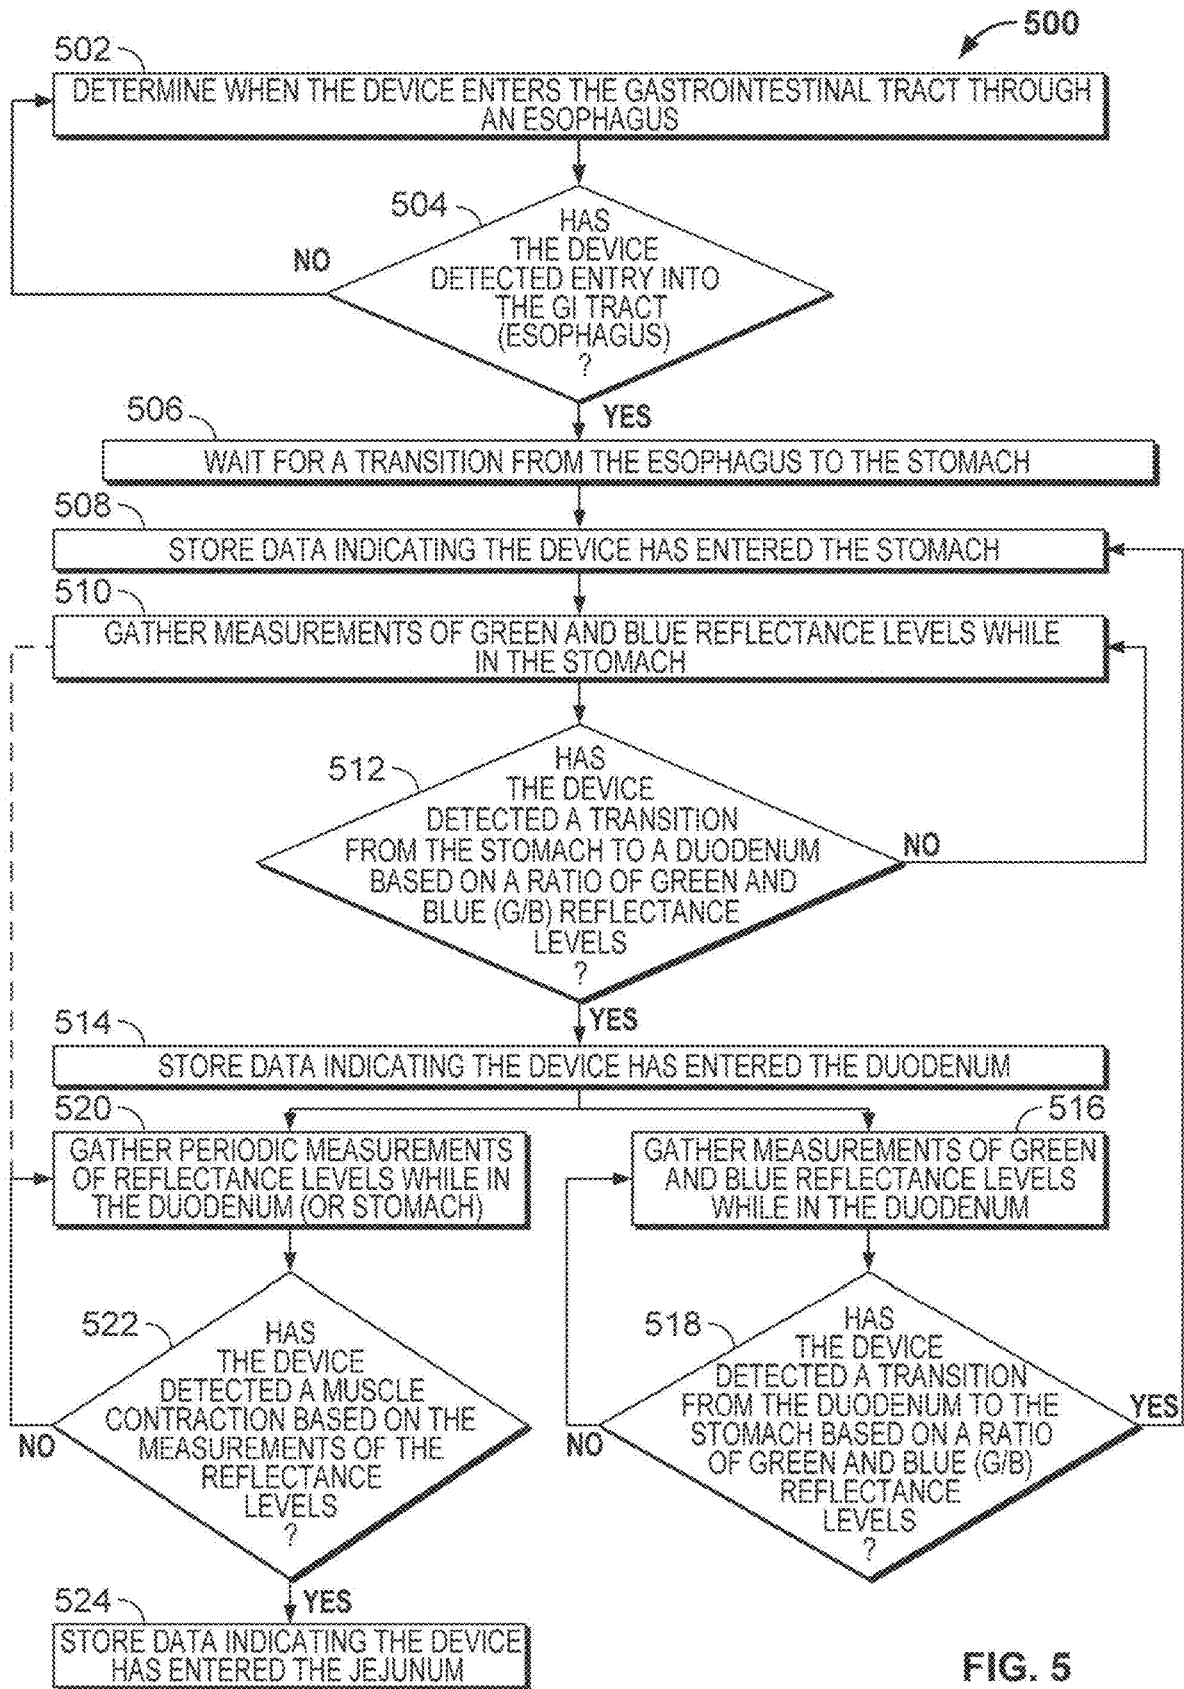 500
502
DETERMINE WHEN THE DEVICE ENTERS THE GASTROINTESTINAL TRACT THROUGH
AN ESOPHAGUS
504
HAS
THE DEVICE
DETECTED ENTRY INTO
THE GI TRACT
(ESOPHAGUS)
?
NO
YES
506
WAIT FOR A TRANSITION FROM THE ESOPHAGUS TO THE STOMACH
508
STORE DATA INDICATING THE DEVICE HAS ENTERED THE STOMACH
510
GATHER MEASUREMENTS OF GREEN AND BLUE REFLECTANCE LEVELS WHILE
IN THE STOMACH
512
HAS
THE DEVICE
DETECTED A TRANSITION
FROM THE STOMACH TO A DUODENUM
BASED ON A RATIO OF GREEN AND
BLUE (G/B) REFLECTANCE
LEVELS
?
NO
YES
514
STORE DATA INDICATING THE DEVICE HAS ENTERED THE DUODENUM
520
GATHER PERIODIC MEASUREMENTS
OF REFLECTANCE LEVELS WHILE IN
THE DUODENUM (OR STOMACH)
516
GATHER MEASUREMENTS OF GREEN
AND BLUE REFLECTANCE LEVELS
WHILE IN THE DUODENUM
522
HAS
THE DEVICE
DETECTED A MUSCLE
CONTRACTION BASED ON THE
MEASUREMENTS OF THE
REFLECTANCE
LEVELS
?
NO
YES
518
HAS
THE DEVICE
DETECTED A TRANSITION
FROM THE DUODENUM TO THE
STOMACH BASED ON A RATIO
OF GREEN AND BLUE (G/B)
REFLECTANCE
LEVELS
?
NO
YES
524
STORE DATA INDICATING THE DEVICE
HAS ENTERED THE JEJUNUM
FIG. 5